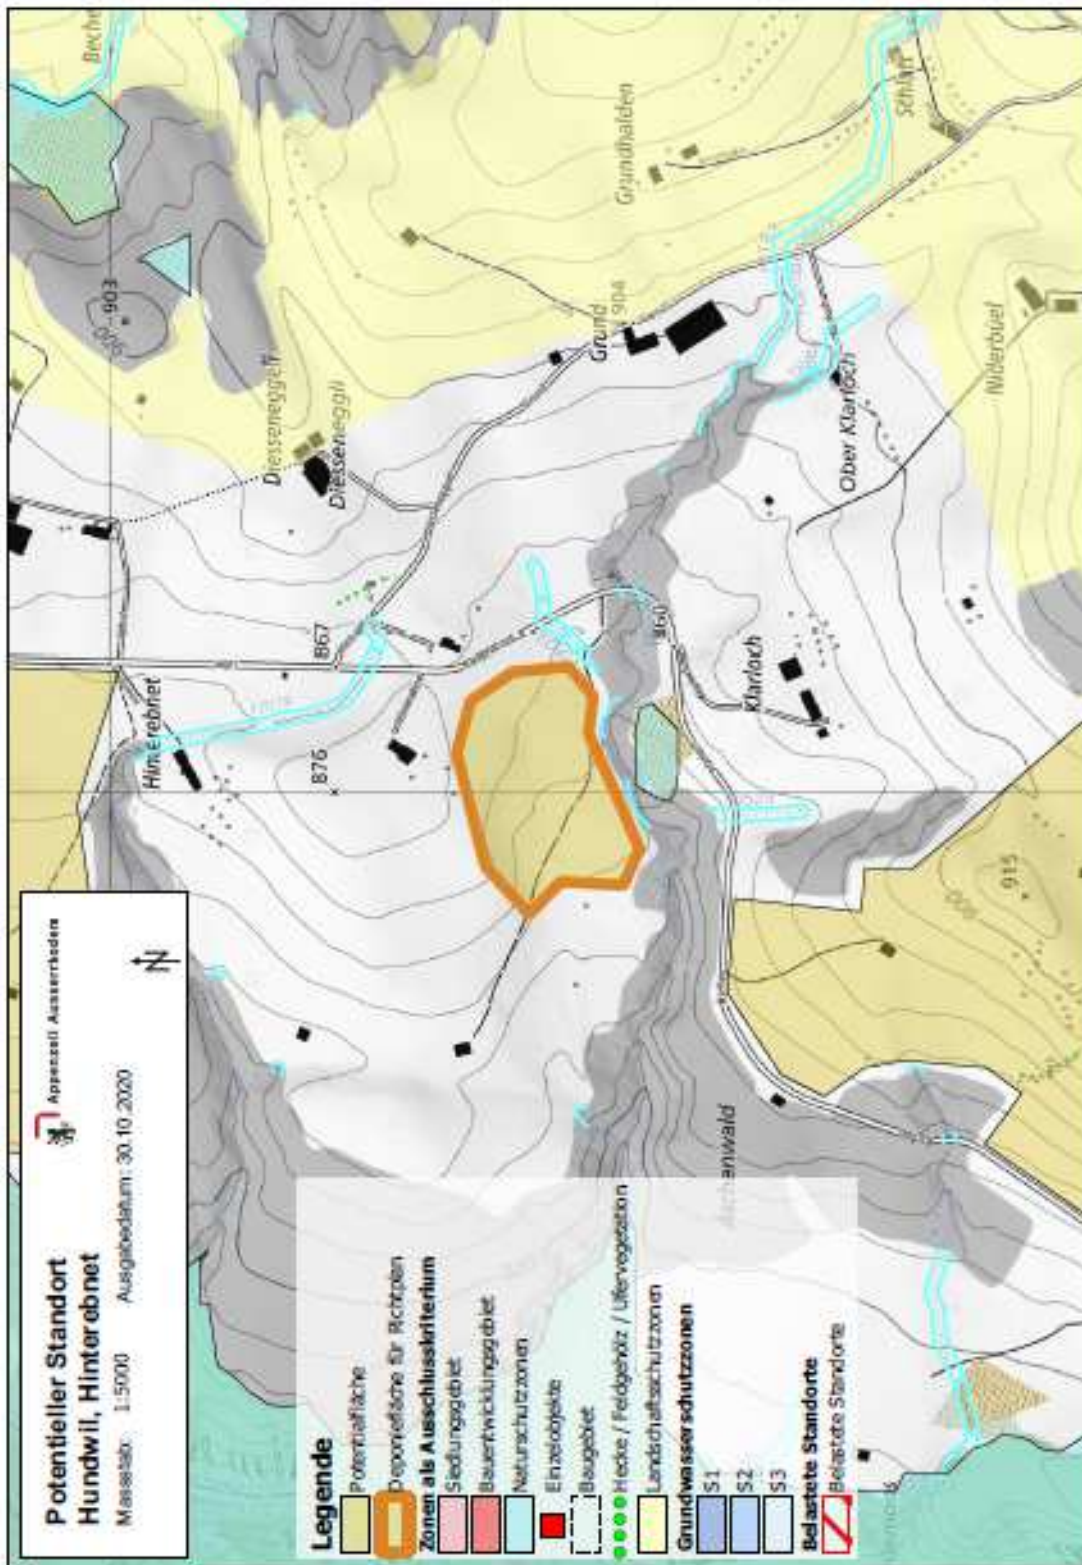 Potentieller Standort
Hundwil, Hinterebnet
Massstab: 1:5000 Ausgabedatum: 30.10.2020
Appenzell Ausserrhoden
N
Legende
Potentialfläche
Deponiefläche für Richtplan
Zonen als Ausschlusskriterium
Siedlungsgebiet
Bauentwicklungsgebiet
Naturschutzzonen
Einzelobjekte
Baugebiet
Hecke / Feldgehölz / Ufervegetation
Landschaftsschutzzonen
Grundwasserschutzzonen
S1
S2
S3
Belastete Standorte
Belastete Standorte
Hinterebnet
876
867
903
900
Diesseneggli
Diesseneggli
Grund
904
Grundhalden
Ober Klarloch
Niderbüel
Klarloch
860
915
900